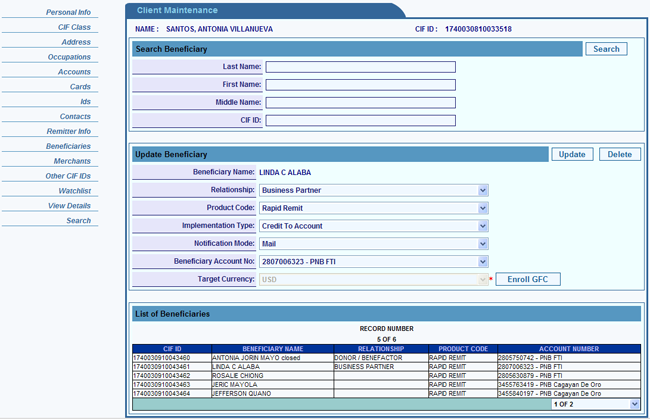 Personal Info
CIF Class
Address
Occupations
Accounts
Cards
Ids
Contacts
Remitter Info
Beneficiaries
Merchants
Other CIF IDs
Watchlist
View Details
Search
Client Maintenance
NAME : SANTOS, ANTONIA VILLANUEVA CIF ID : 1740030810033518
Search Beneficiary Search
Last Name:
First Name:
Middle Name:
CIF ID:
Update Beneficiary Update Delete
Beneficiary Name: LINDA C ALABA
Relationship: Business Partner
Product Code: Rapid Remit
Implementation Type: Credit To Account
Notification Mode: Mail
Beneficiary Account No: 2807006323 - PNB FTI
Target Currency: USD * Enroll GFC
List of Beneficiaries
RECORD NUMBER
5 OF 6
CIF ID BENEFICIARY NAME RELATIONSHIP PRODUCT CODE ACCOUNT NUMBER
1740030910043460 ANTONIA JORIN MAYO closed DONOR / BENEFACTOR RAPID REMIT 2805750742 - PNB FTI
1740030910043461 LINDA C ALABA BUSINESS PARTNER RAPID REMIT 2807006323 - PNB FTI
1740030910043462 ROSALIE CHIONG RAPID REMIT 2805630879 - PNB FTI
1740030910043463 JERIC MAYOLA RAPID REMIT 3455763419 - PNB Cagayan De Oro
1740030910043464 JEFFERSON QUANO RAPID REMIT 3455840197 - PNB Cagayan De Oro
1 OF 2